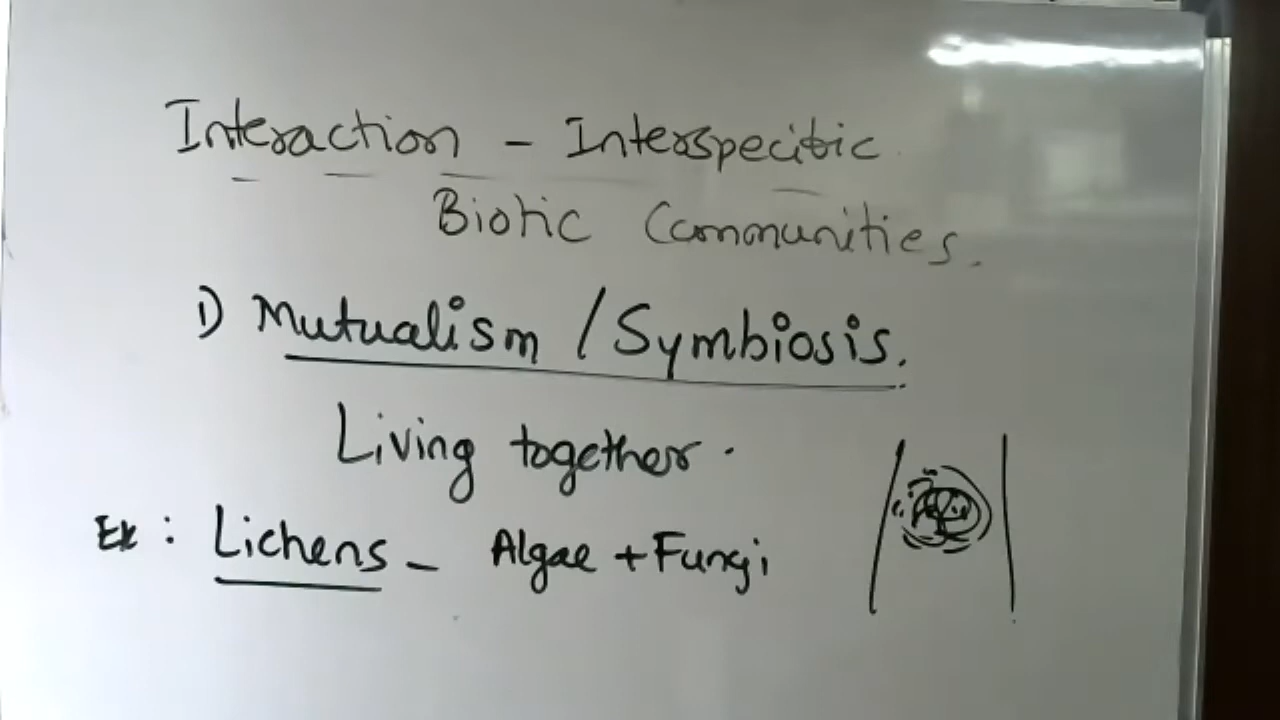 Interaction - Interspecific
Biotic Communities.
1) Mutualism / Symbiosis.
Living together.
Ex : Lichens - Algae + Fungi